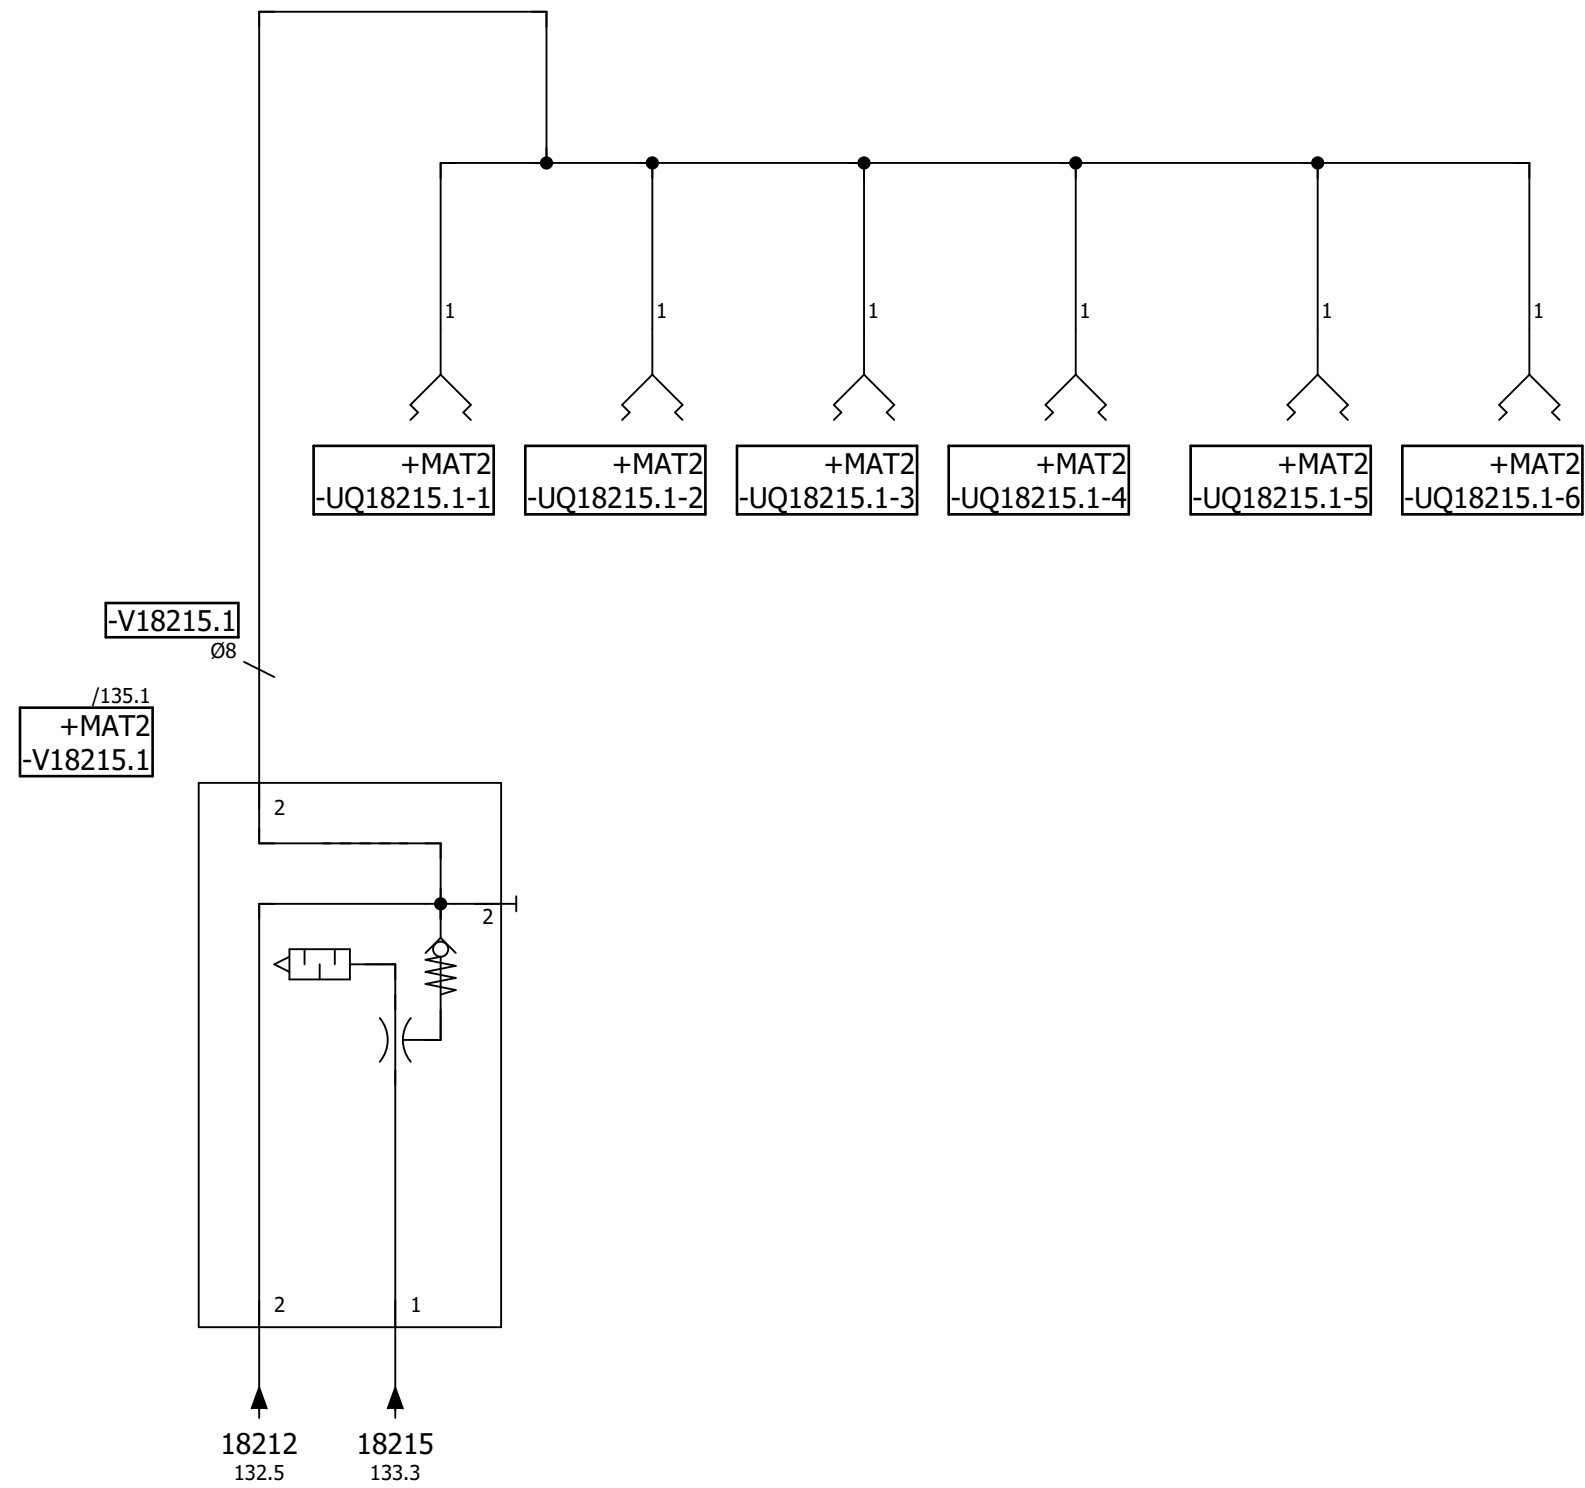 1
1
1
1
1
1
+MAT2
-UQ18215.1-1
+MAT2
-UQ18215.1-2
+MAT2
-UQ18215.1-3
+MAT2
-UQ18215.1-4
+MAT2
-UQ18215.1-5
+MAT2
-UQ18215.1-6
-V18215.1
Ø8
/135.1
+MAT2
-V18215.1
2
2
2
1
18212
132.5
18215
133.3